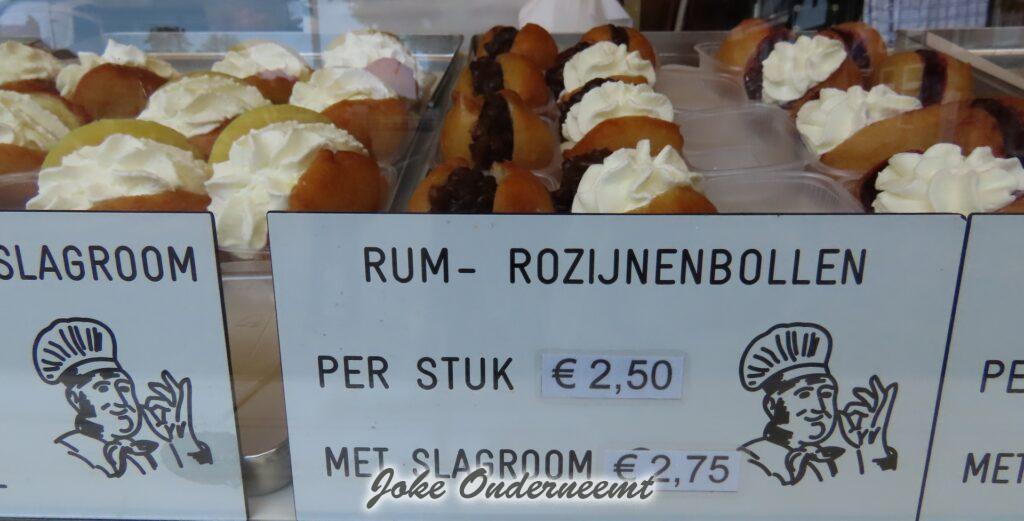 SLAGROOM
RUM- ROZIJNENBOLLEN
PER STUK € 2,50
MET SLAGROOM € 2,75
PE
MET
Joke Onderneemt